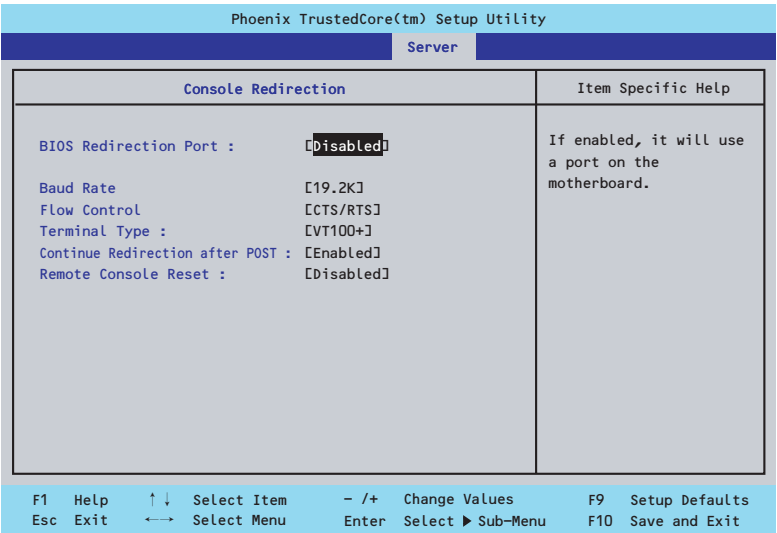 Phoenix TrustedCore(tm) Setup Utility
Server
Console Redirection
Item Specific Help
BIOS Redirection Port : [Disabled]
Baud Rate [19.2K]
Flow Control [CTS/RTS]
Terminal Type : [VT100+]
Continue Redirection after POST : [Enabled]
Remote Console Reset : [Disabled]
If enabled, it will use
a port on the
motherboard.
F1 Help ↑↓ Select Item - /+ Change Values F9 Setup Defaults
Esc Exit ←→ Select Menu Enter Select ▶ Sub-Menu F10 Save and Exit